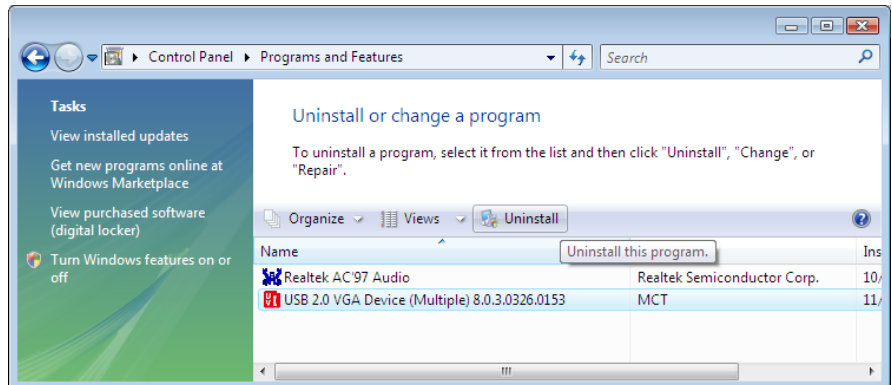 Control Panel Programs and Features Search
Tasks
View installed updates
Get new programs online at
Windows Marketplace
View purchased software
(digital locker)
Turn Windows features on or
off
Uninstall or change a program
To uninstall a program, select it from the list and then click "Uninstall", "Change", or
"Repair".
Organize Views Uninstall
Name Ins
Uninstall this program.
Realtek AC'97 Audio Realtek Semiconductor Corp. 10/
USB 2.0 VGA Device (Multiple) 8.0.3.0326.0153 MCT 11/